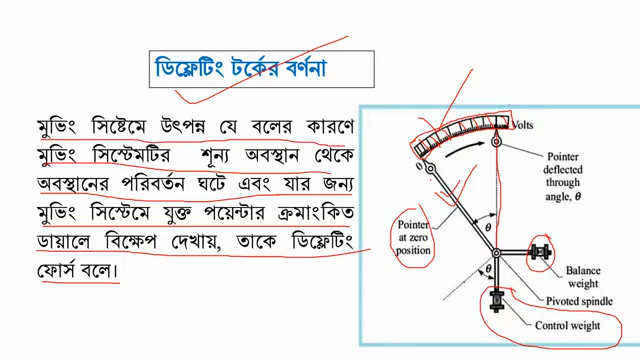 ডিফ্লেটিং টর্কের বর্ণনা
মুভিং সিষ্টেমে উৎপন্ন যে বলের কারণে
মুভিং সিস্টেমটির শূন্য অবস্থান থেকে
অবস্থানের পরিবর্তন ঘটে এবং যার জন্য
মুভিং সিস্টেমে যুক্ত পয়েন্টার ক্রমাংকিত
ডায়ালে বিক্ষেপ দেখায়, তাকে ডিফ্লেটিং
ফোর্স বলে।
Volts
0
Pointer
deflected
through
angle, θ
Pointer
at zero
position
θ
θ
Balance
weight
Pivoted spindle
Control weight